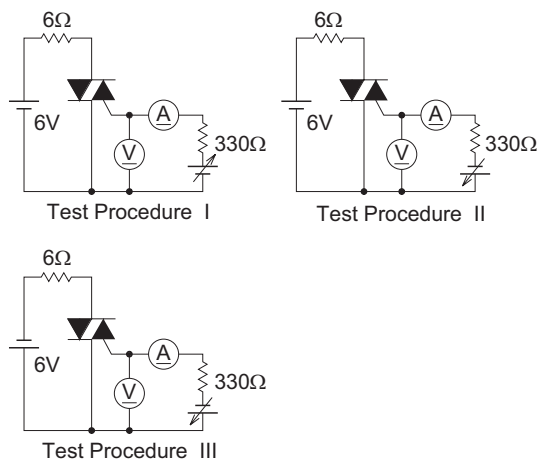 6Ω 6Ω
A A
330Ω 330Ω
6V V 6V V
Test Procedure I Test Procedure II
6Ω
A
330Ω
6V
V
Test Procedure III